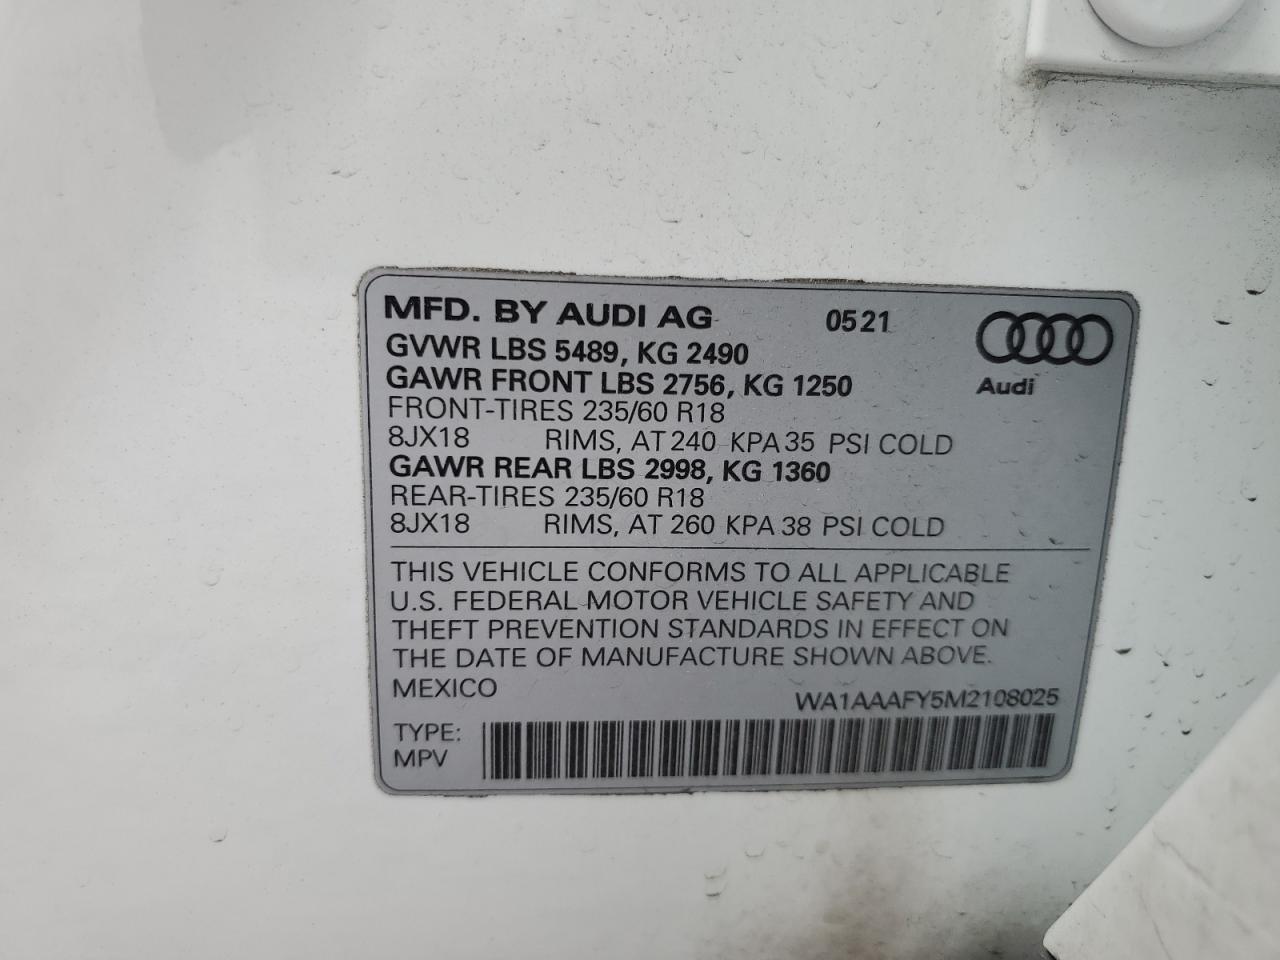 MFD. BY AUDI AG 0521
GVWR LBS 5489, KG 2490
GAWR FRONT LBS 2756, KG 1250
Audi
FRONT-TIRES 235/60 R18
8JX18 RIMS, AT 240 KPA 35 PSI COLD
GAWR REAR LBS 2998, KG 1360
REAR-TIRES 235/60 R18
8JX18 RIMS, AT 260 KPA 38 PSI COLD
THIS VEHICLE CONFORMS TO ALL APPLICABLE
U.S. FEDERAL MOTOR VEHICLE SAFETY AND
THEFT PREVENTION STANDARDS IN EFFECT ON
THE DATE OF MANUFACTURE SHOWN ABOVE.
MEXICO WA1AAAFY5M2108025
TYPE:
MPV